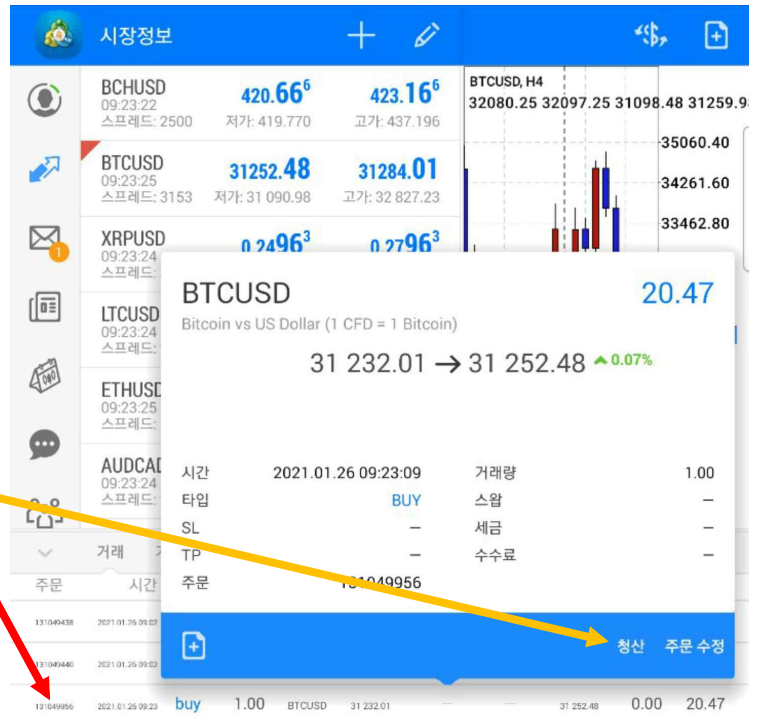 시장정보
BCHUSD
09:23:22
스프레드: 2500
420.66⁶
저가: 419.770
423.16⁶
고가: 437.196
BTCUSD
09:23:25
스프레드: 3153
31252.48
저가: 31 090.98
31284.01
고가: 32 827.23
XRPUSD
09:23:24
스프레드:
0.2496³
0.2796³
LTCUSD
09:23:24
스프레드:
ETHUSD
09:23:25
스프레드:
AUDCAD
09:23:24
스프레드:
1
BTCUSD, H4
32080.25 32097.25 31098.48 31259.9
35060.40
34261.60
33462.80
BTCUSD
20.47
Bitcoin vs US Dollar (1 CFD = 1 Bitcoin)
31 232.01 → 31 252.48 0.07%
시간 2021.01.26 09:23:09 거래량 1.00
타입 BUY 스왑 –
SL – 세금 –
TP – 수수료 –
주문 131049956
청산 주문 수정
거래
주문 시간
131049438 2021.01.26 09:02
131049440 2021.01.26 09:02
131049956 2021.01.26 09:23 buy 1.00 BTCUSD 31 232.01 – – 31 252.48 0.00 20.47